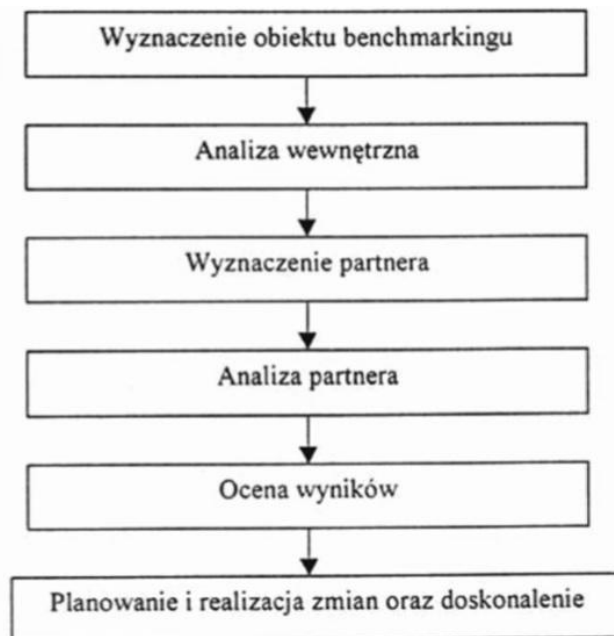 Wyznaczenie obiektu benchmarkingu
Analiza wewnętrzna
Wyznaczenie partnera
Analiza partnera
Ocena wyników
Planowanie i realizacja zmian oraz doskonalenie